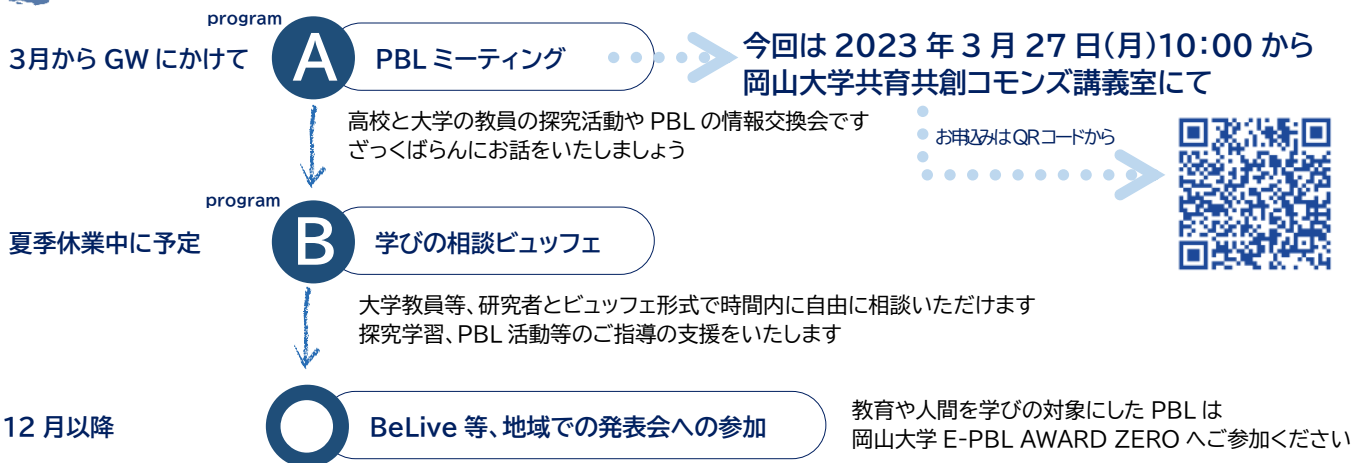 program
3月から GW にかけて
A
PBL ミーティング
今回は 2023 年 3 月 27 日(月)10:00 から
岡山大学共育共創コモンズ講義室にて
高校と大学の教員の探究活動や PBL の情報交換会です
ざっくばらんにお話をいたしましょう
お申込みは QR コードから
program
夏季休業中に予定
B
学びの相談ビュッフェ
大学教員等、研究者とビュッフェ形式で時間内に自由に相談いただけます
探究学習、PBL 活動等のご指導の支援をいたします
12 月以降
BeLive 等、地域での発表会への参加
教育や人間を学びの対象にした PBL は
岡山大学 E-PBL AWARD ZERO へご参加ください